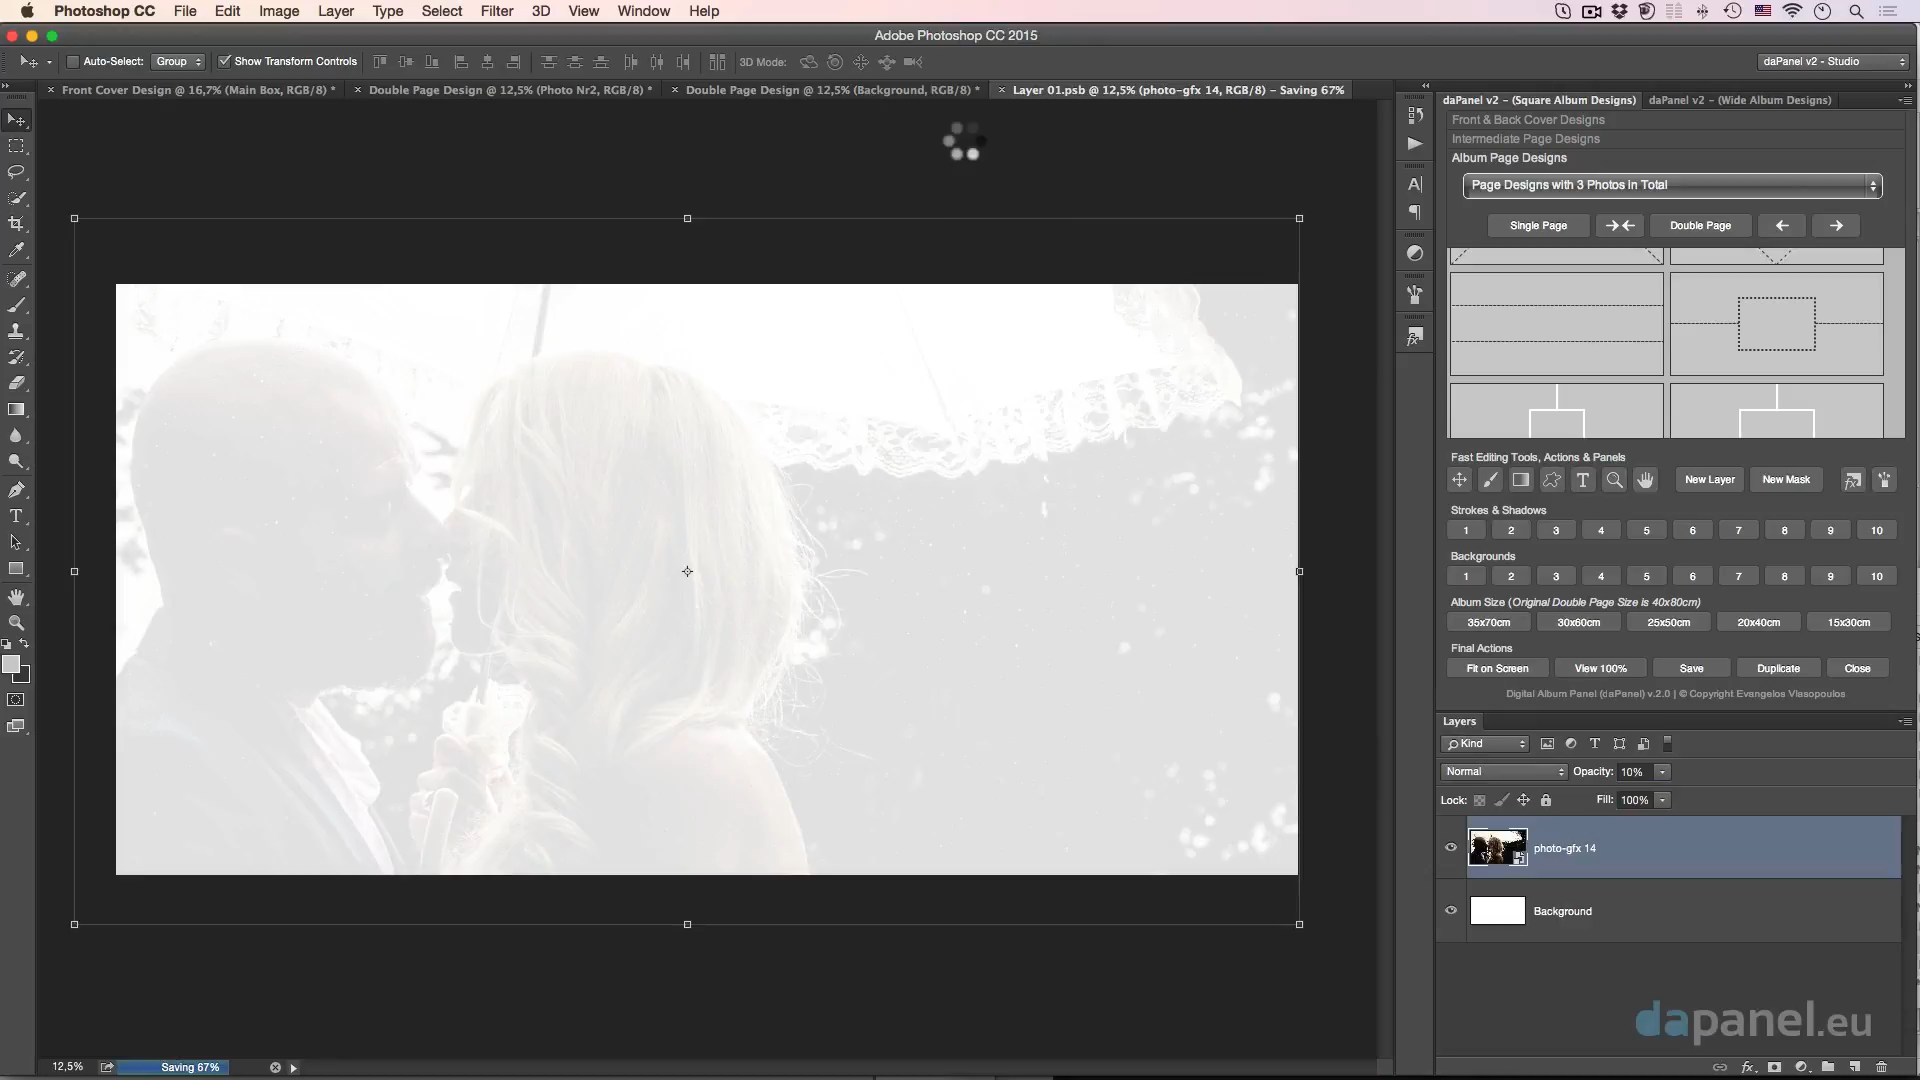 Photoshop CC File Edit Image Layer Type Select Filter 3D View Window Help
Adobe Photoshop CC 2015
Auto-Select: Group Show Transform Controls 3D Mode: daPanel v2 - Studio
Front Cover Design @ 16,7% (Main Box, RGB/8) * Double Page Design @ 12,5% (Photo Nr2, RGB/8) * Double Page Design @ 12,5% (Background, RGB/8) * Layer 01.psb @ 12,5% (photo-gfx 14, RGB/8) – Saving 67%
daPanel v2 – (Square Album Designs) daPanel v2 – (Wide Album Designs)
Front & Back Cover Designs
Intermediate Page Designs
Album Page Designs
Page Designs with 3 Photos in Total
Single Page Double Page
Fast Editing Tools, Actions & Panels
New Layer New Mask
Strokes & Shadows
1 2 3 4 5 6 7 8 9 10
Backgrounds
1 2 3 4 5 6 7 8 9 10
Album Size (Original Double Page Size is 40x80cm)
35x70cm 30x60cm 25x50cm 20x40cm 15x30cm
Final Actions
Fit on Screen View 100% Save Duplicate Close
Digital Album Panel (daPanel) v.2.0 | © Copyright Evangelos Vlasopoulos
Layers
Kind
Normal Opacity: 10%
Lock: Fill: 100%
photo-gfx 14
Background
dapanel.eu
12,5% Saving 67%